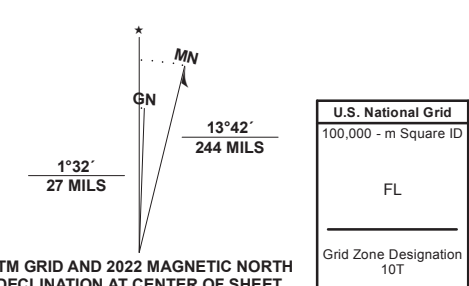 ★
MN
GN
13°42´
244 MILS
1°32´
27 MILS
TM GRID AND 2022 MAGNETIC NORTH
DECLINATION AT CENTER OF SHEET
U.S. National Grid
100,000 - m Square ID
FL
Grid Zone Designation
10T